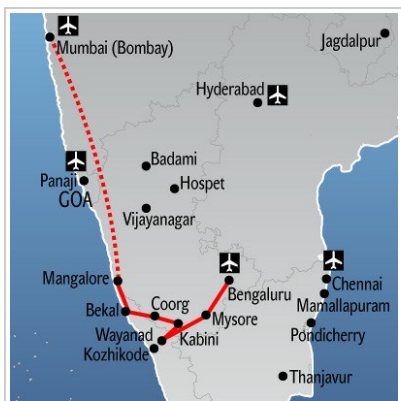 Mumbai (Bombay)
Jagdalpur
Hyderabad
Badami
Panaji
GOA
Hospet
Vijayanagar
Mangalore
Bengaluru
Chennai
Mamallapuram
Bekal
Coorg
Mysore
Wayanad
Kabini
Pondicherry
Kozhikode
Thanjavur